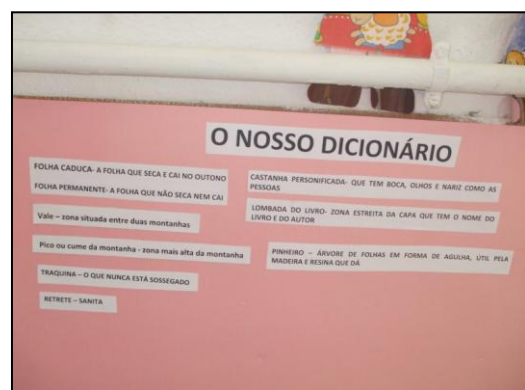 O NOSSO DICIONÁRIO
FOLHA CADUCA- A FOLHA QUE SECA E CAI NO OUTONO
FOLHA PERMANENTE- A FOLHA QUE NÃO SECA NEM CAI
Vale – zona situada entre duas montanhas
Pico ou cume da montanha - zona mais alta da montanha
TRAQUINA – O QUE NUNCA ESTÁ SOSSEGADO
RETRETE – SANITA
CASTANHA PERSONIFICADA- QUE TEM BOCA, OLHOS E NARIZ COMO AS
PESSOAS
LOMBADA DO LIVRO- ZONA ESTREITA DA CAPA QUE TEM O NOME DO
LIVRO E DO AUTOR
PINHEIRO – ÁRVORE DE FOLHAS EM FORMA DE AGULHA, ÚTIL PELA
MADEIRA E RESINA QUE DÁ